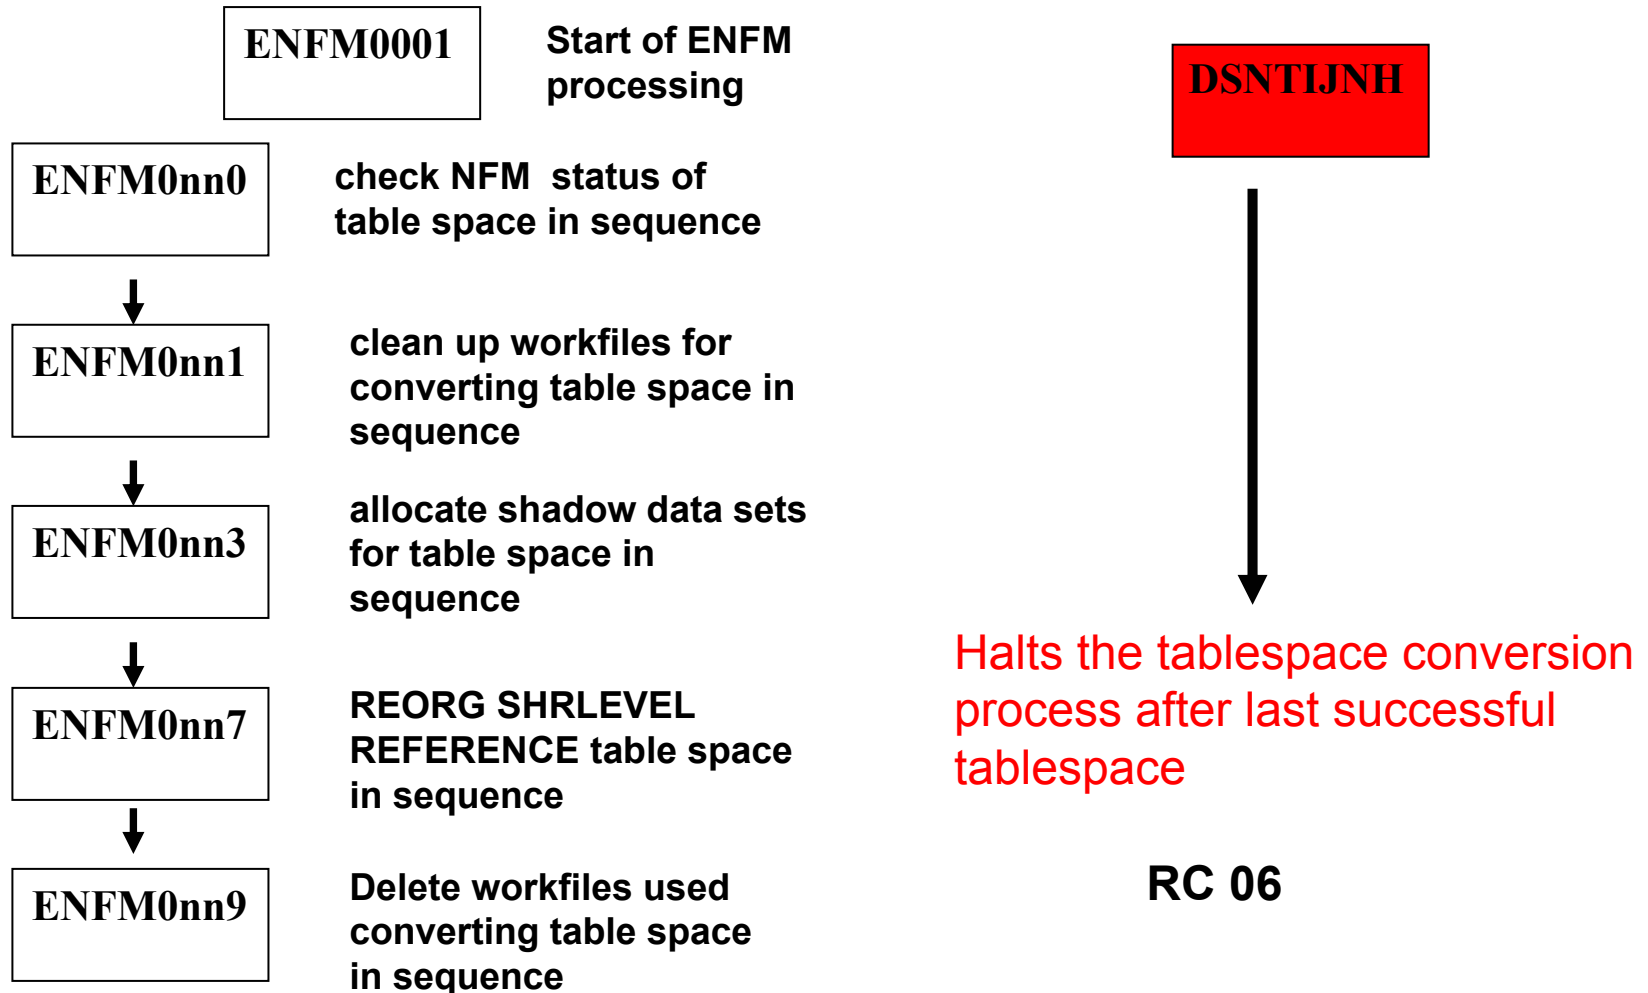 ENFM0001
Start of ENFM
processing
ENFM0nn0
check NFM status of
table space in sequence
ENFM0nn1
clean up workfiles for
converting table space in
sequence
ENFM0nn3
allocate shadow data sets
for table space in
sequence
ENFM0nn7
REORG SHRLEVEL
REFERENCE table space
in sequence
ENFM0nn9
Delete workfiles used
converting table space
in sequence
DSNTIJNH
Halts the tablespace conversion
process after last successful
tablespace
RC 06